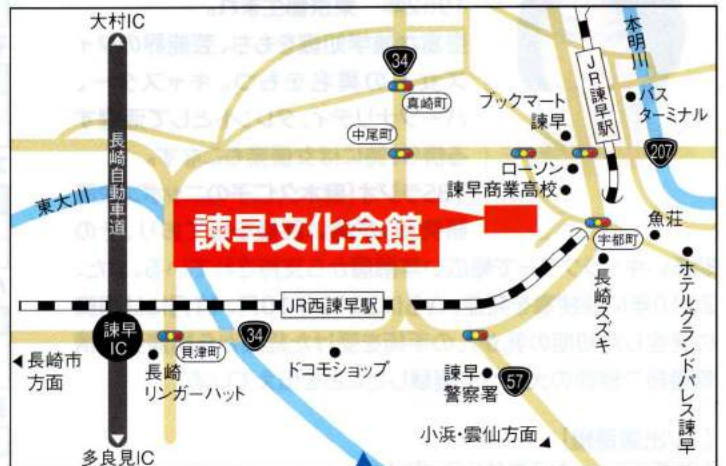 大村IC
長崎自動車道
東大川
34
真崎町
中尾町
ブックマート
諫早
ローソン
諫早商業高校
JR諫早駅
本明川
バス
ターミナル
207
諫早文化会館
宇都町
魚荘
長崎スズキ
ホテルグランドパレス諫早
JR西諫早駅
諫早
IC
長崎市
方面
貝津町
34
長崎
リンガーハット
ドコモショップ
諫早
警察署
57
小浜・雲仙方面
多良見IC